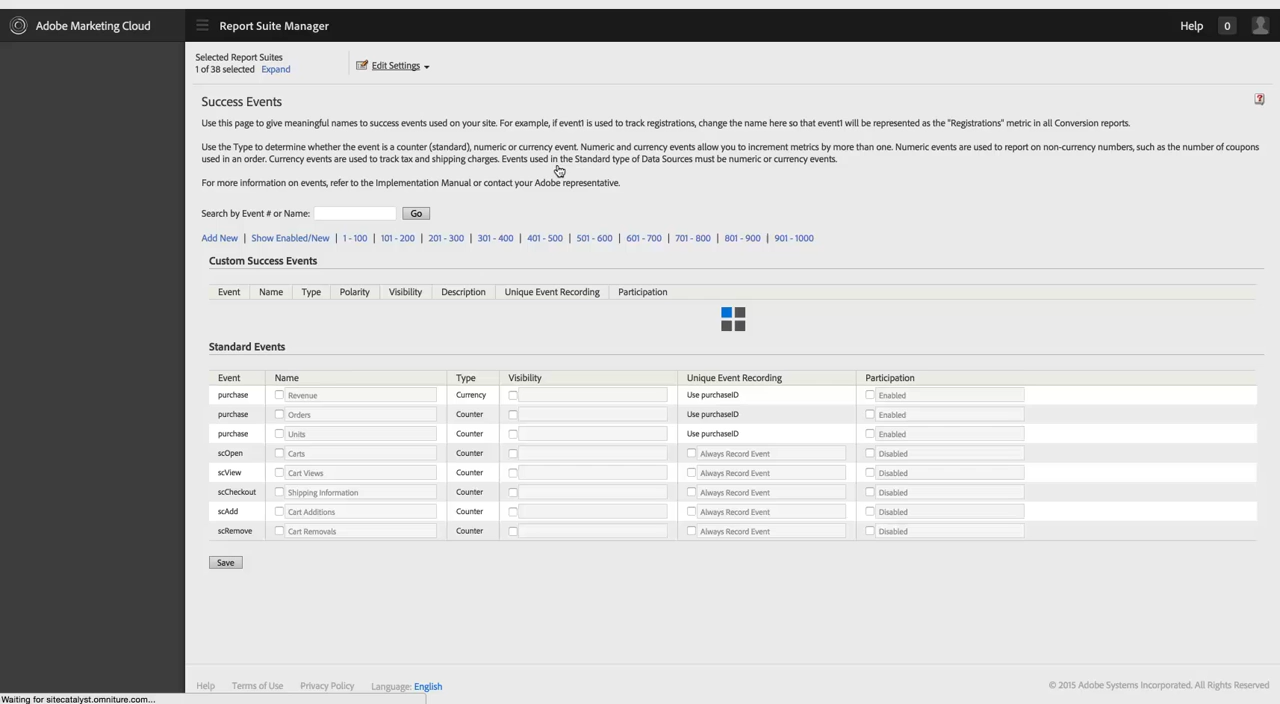 Adobe Marketing Cloud
Report Suite Manager
Help
0
Selected Report Suites
1 of 38 selected Expand
Edit Settings
Success Events
Use this page to give meaningful names to success events used on your site. For example, if event1 is used to track registrations, change the name here so that event1 will be represented as the "Registrations" metric in all Conversion reports.
Use the Type to determine whether the event is a counter (standard), numeric or currency event. Numeric and currency events allow you to increment metrics by more than one. Numeric events are used to report on non-currency numbers, such as the number of coupons
used in an order. Currency events are used to track tax and shipping charges. Events used in the Standard type of Data Sources must be numeric or currency events.
For more information on events, refer to the Implementation Manual or contact your Adobe representative.
Search by Event # or Name: Go
Add New | Show Enabled/New | 1 - 100 | 101 - 200 | 201 - 300 | 301 - 400 | 401 - 500 | 501 - 600 | 601 - 700 | 701 - 800 | 801 - 900 | 901 - 1000
Custom Success Events
Event Name Type Polarity Visibility Description Unique Event Recording Participation
Standard Events
Event Name Type Visibility Unique Event Recording Participation
purchase Revenue Currency Use purchaseID Enabled
purchase Orders Counter Use purchaseID Enabled
purchase Units Counter Use purchaseID Enabled
scOpen Carts Counter Always Record Event Disabled
scView Cart Views Counter Always Record Event Disabled
scCheckout Shipping Information Counter Always Record Event Disabled
scAdd Cart Additions Counter Always Record Event Disabled
scRemove Cart Removals Counter Always Record Event Disabled
Save
Help Terms of Use Privacy Policy Language: English
© 2015 Adobe Systems Incorporated. All Rights Reserved
Waiting for sitecatalyst.omniture.com...